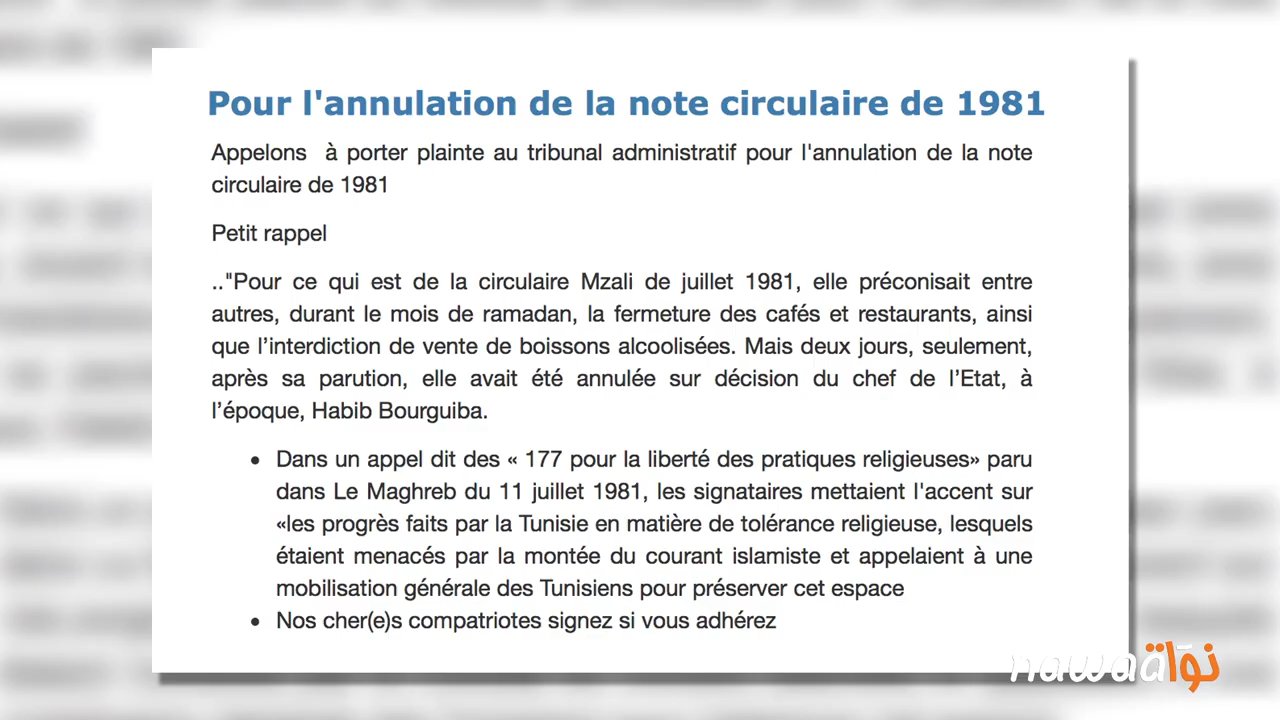 Pour l'annulation de la note circulaire de 1981
Appelons à porter plainte au tribunal administratif pour l'annulation de la note
circulaire de 1981
Petit rappel
.."Pour ce qui est de la circulaire Mzali de juillet 1981, elle préconisait entre
autres, durant le mois de ramadan, la fermeture des cafés et restaurants, ainsi
que l’interdiction de vente de boissons alcoolisées. Mais deux jours, seulement,
après sa parution, elle avait été annulée sur décision du chef de l’Etat, à
l’époque, Habib Bourguiba.
• Dans un appel dit des « 177 pour la liberté des pratiques religieuses» paru
dans Le Maghreb du 11 juillet 1981, les signataires mettaient l'accent sur
«les progrès faits par la Tunisie en matière de tolérance religieuse, lesquels
étaient menacés par la montée du courant islamiste et appelaient à une
mobilisation générale des Tunisiens pour préserver cet espace
• Nos cher(e)s compatriotes signez si vous adhérez
nawaaنواة